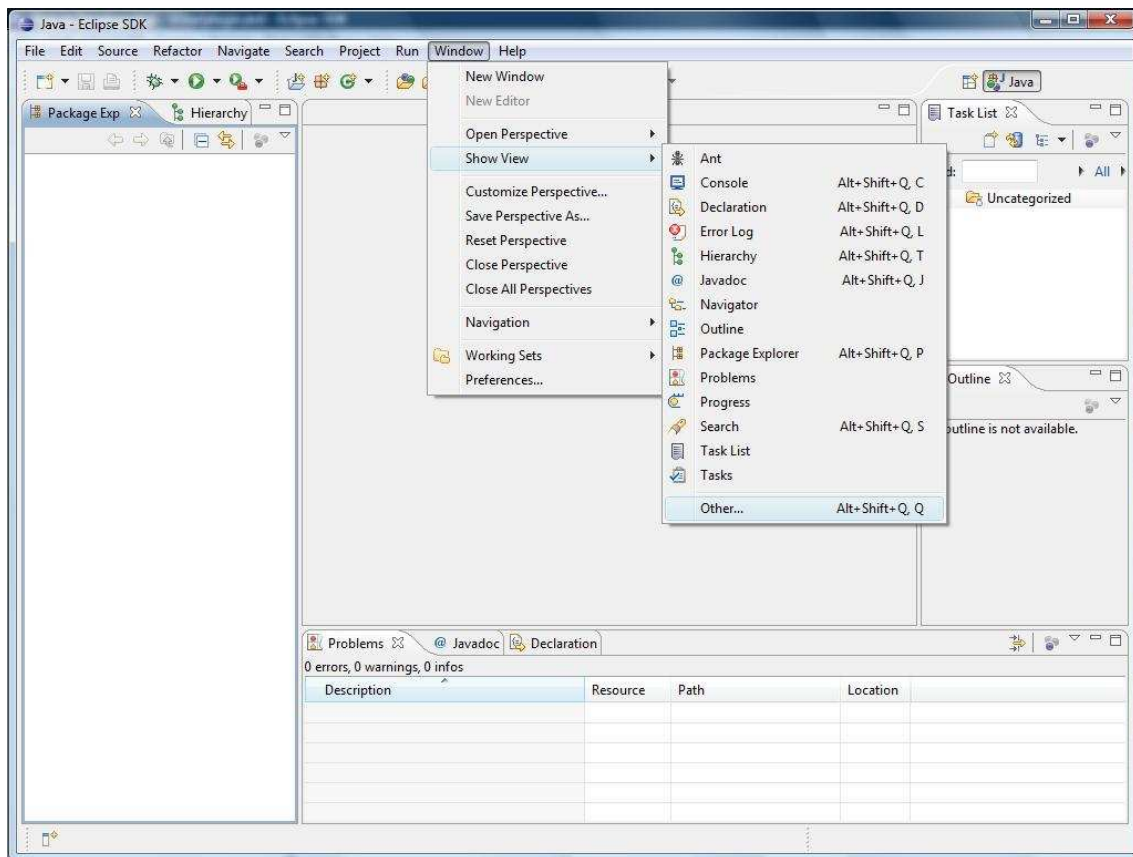 Java - Eclipse SDK
File Edit Source Refactor Navigate Search Project Run Window Help
Java
Package Exp
Hierarchy
Task List
All
Uncategorized
New Window
New Editor
Open Perspective
Show View
Customize Perspective...
Save Perspective As...
Reset Perspective
Close Perspective
Close All Perspectives
Navigation
Working Sets
Preferences...
Ant
Console Alt+Shift+Q, C
Declaration Alt+Shift+Q, D
Error Log Alt+Shift+Q, L
Hierarchy Alt+Shift+Q, T
@ Javadoc Alt+Shift+Q, J
Navigator
Outline
Package Explorer Alt+Shift+Q, P
Problems
Progress
Search Alt+Shift+Q, S
Task List
Tasks
Other... Alt+Shift+Q, Q
Outline
outline is not available.
Problems @ Javadoc Declaration
0 errors, 0 warnings, 0 infos
Description Resource Path Location